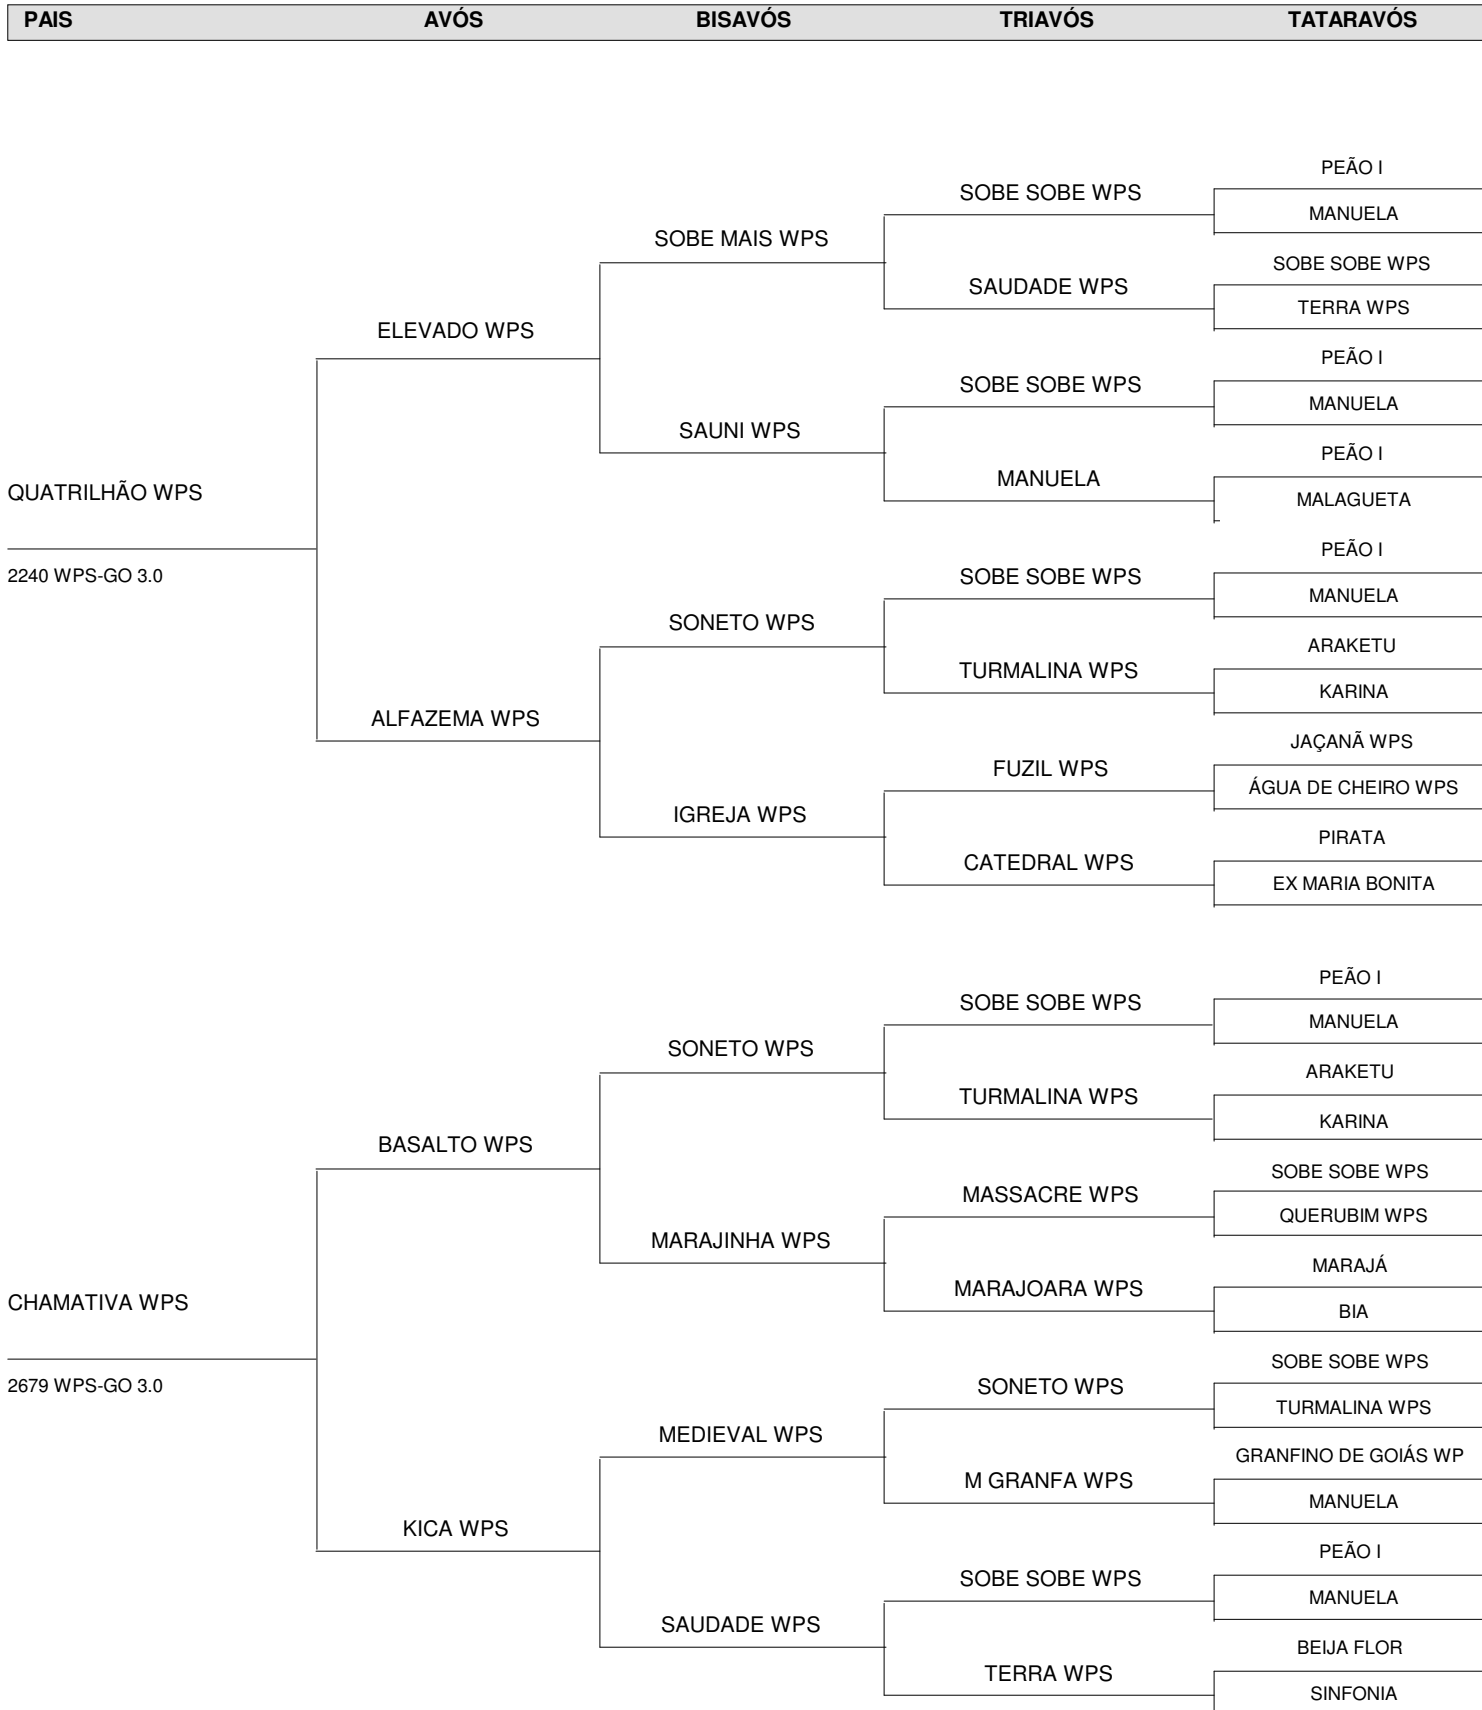 PAIS AVÓS BISAVÓS TRIAVÓS TATARAVÓS
PEÃO I
SOBE SOBE WPS
MANUELA
SOBE MAIS WPS
SOBE SOBE WPS
SAUDADE WPS
TERRA WPS
ELEVADO WPS
PEÃO I
SOBE SOBE WPS
MANUELA
SAUNI WPS
PEÃO I
MANUELA
QUATRILHÃO WPS
MALAGUETA
PEÃO I
2240 WPS-GO 3.0
SOBE SOBE WPS
MANUELA
SONETO WPS
ARAKETU
TURMALINA WPS
KARINA
ALFAZEMA WPS
JAÇANÃ WPS
FUZIL WPS
ÁGUA DE CHEIRO WPS
IGREJA WPS
PIRATA
CATEDRAL WPS
EX MARIA BONITA
PEÃO I
SOBE SOBE WPS
MANUELA
SONETO WPS
ARAKETU
TURMALINA WPS
KARINA
BASALTO WPS
SOBE SOBE WPS
MASSACRE WPS
QUERUBIM WPS
MARAJINHA WPS
MARAJÁ
MARAJOARA WPS
CHAMATIVA WPS
BIA
SOBE SOBE WPS
2679 WPS-GO 3.0
SONETO WPS
TURMALINA WPS
MEDIEVAL WPS
GRANFINO DE GOIÁS WP
M GRANFA WPS
MANUELA
KICA WPS
PEÃO I
SOBE SOBE WPS
MANUELA
SAUDADE WPS
BEIJA FLOR
TERRA WPS
SINFONIA